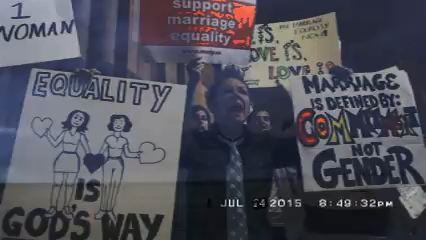 1
WOMAN
support
marriage
equality
LOVE IS.
LOVE IS
EQUALITY
IS
GOD'S WAY
MARRIAGE
IS DEFINED BY:
COMMITMENT
NOT
GENDER
JUL 24 2015 8:49:32PM